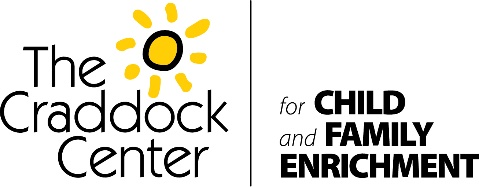 The
Craddock
Center
for CHILD
and FAMILY
ENRICHMENT